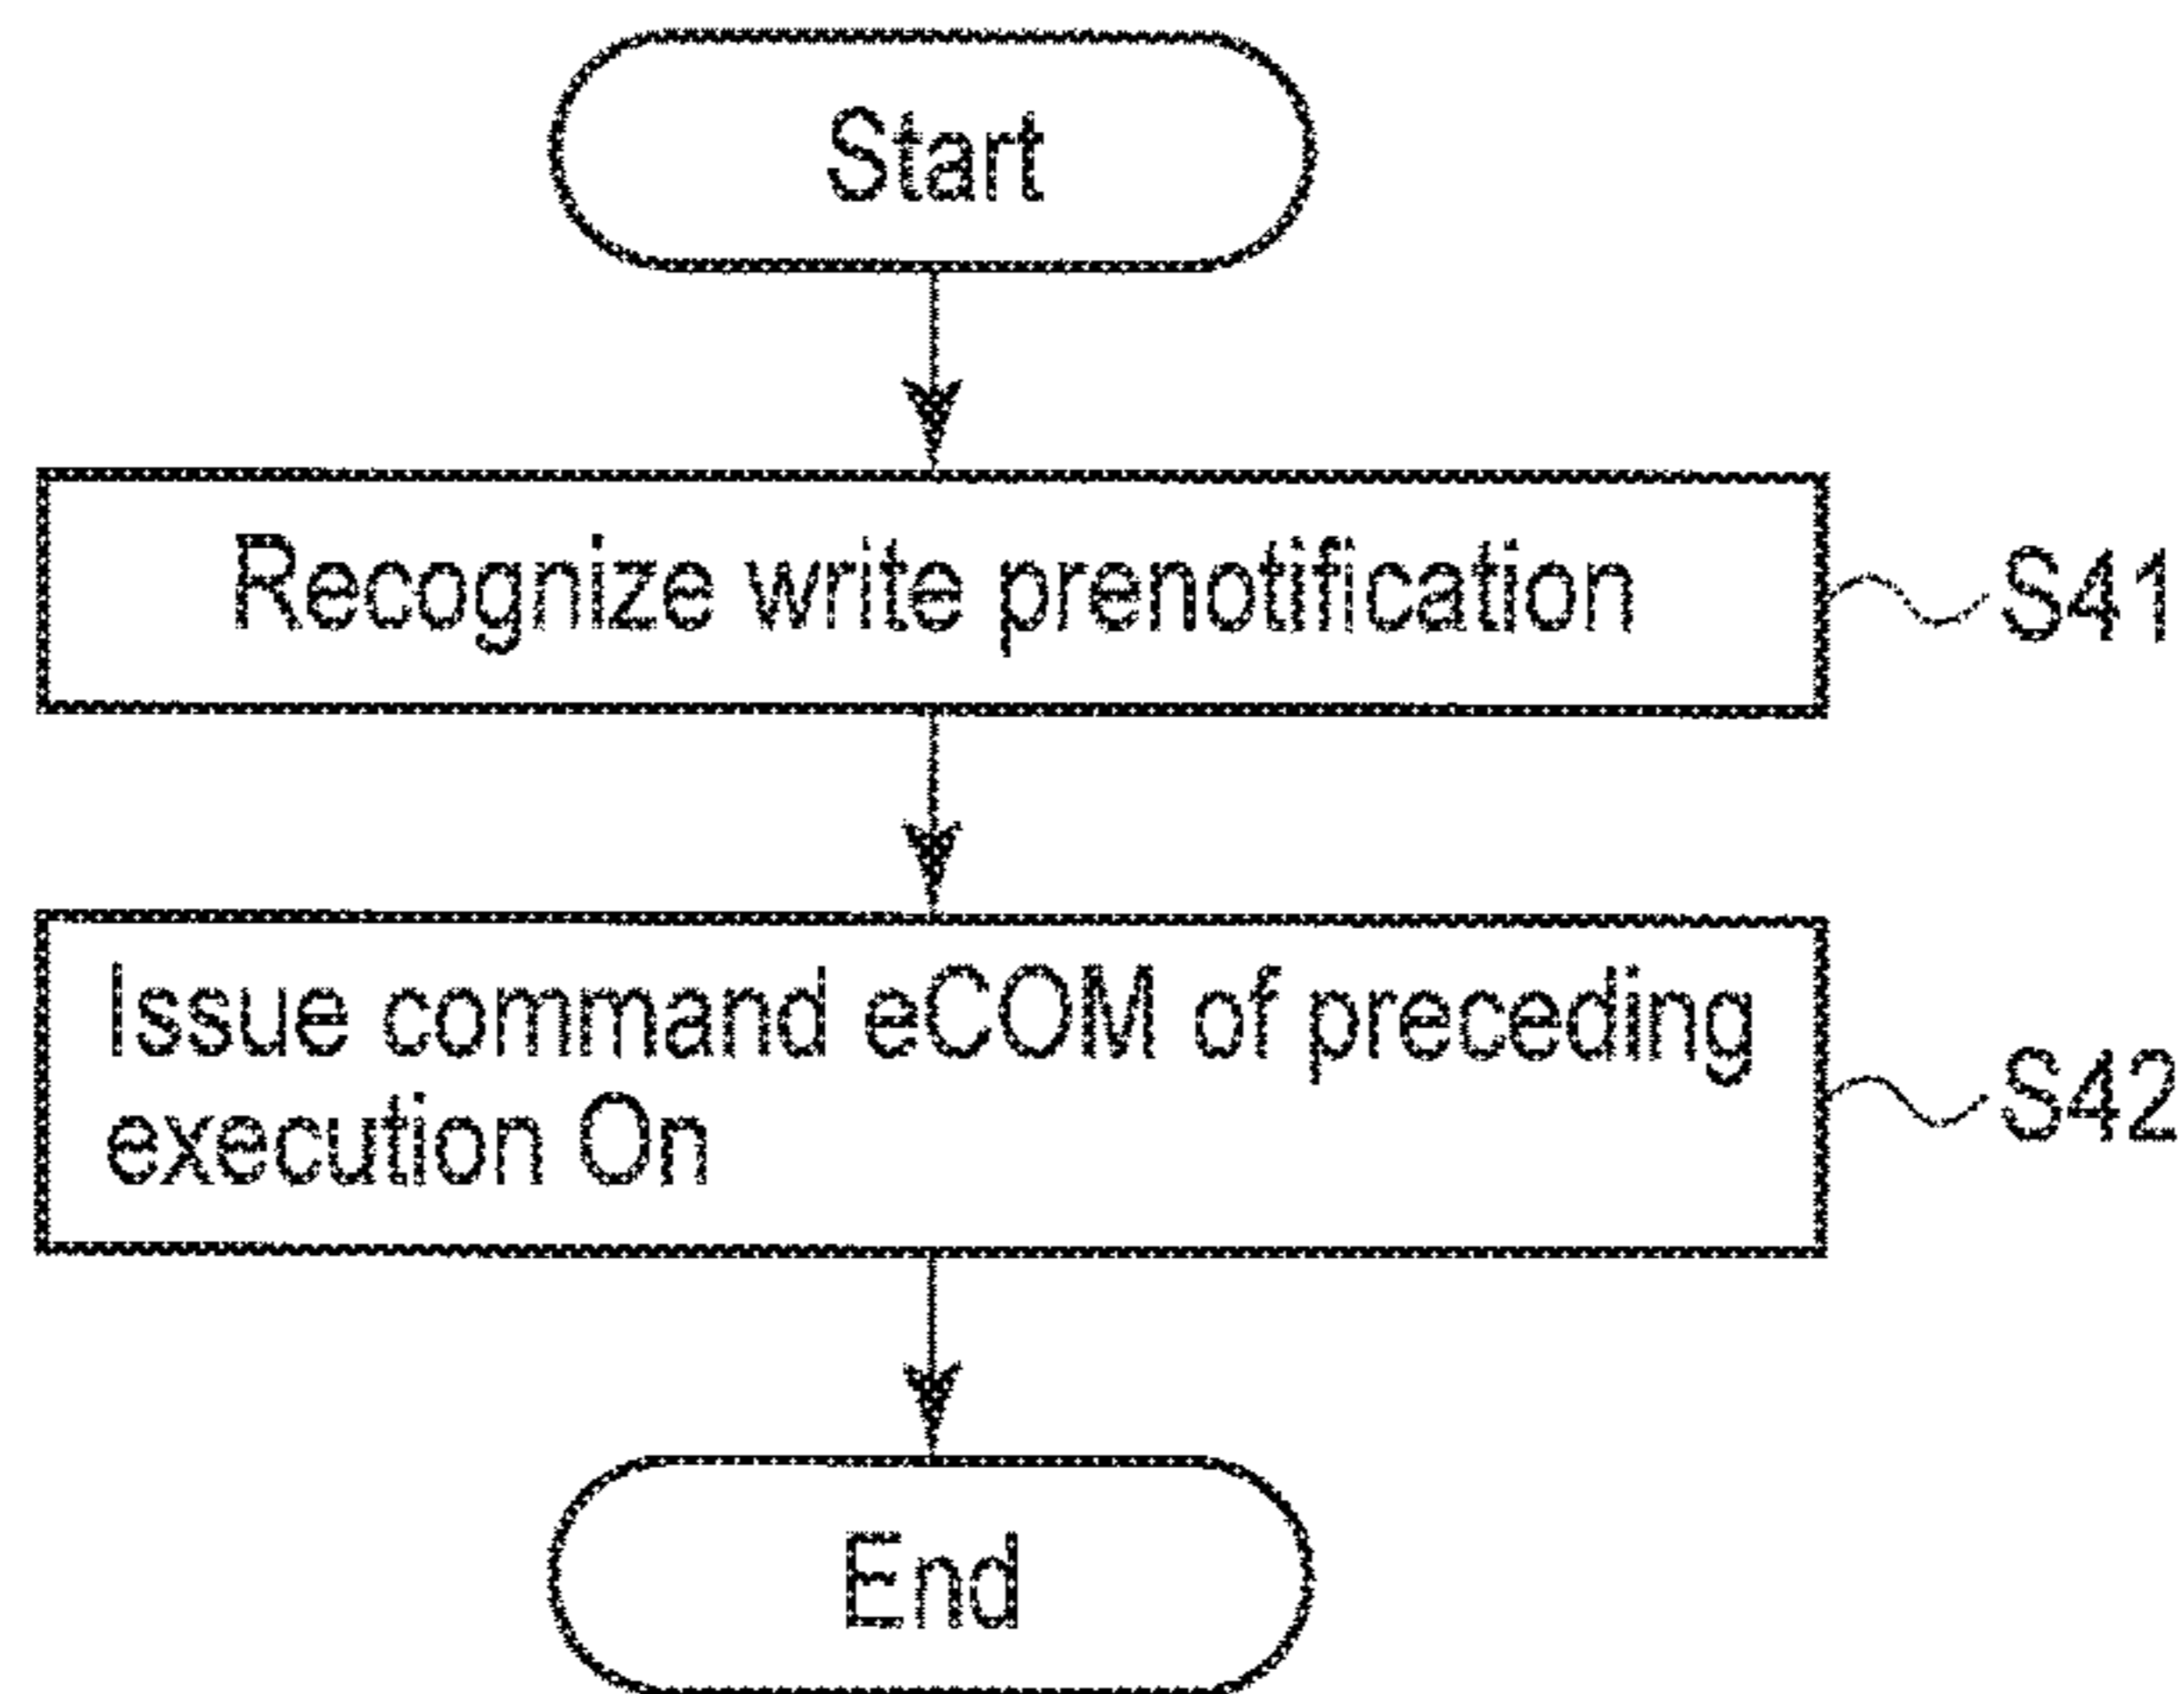 Start
Recognize write prenotification
S41
Issue command eCOM of preceding
execution On
S42
End